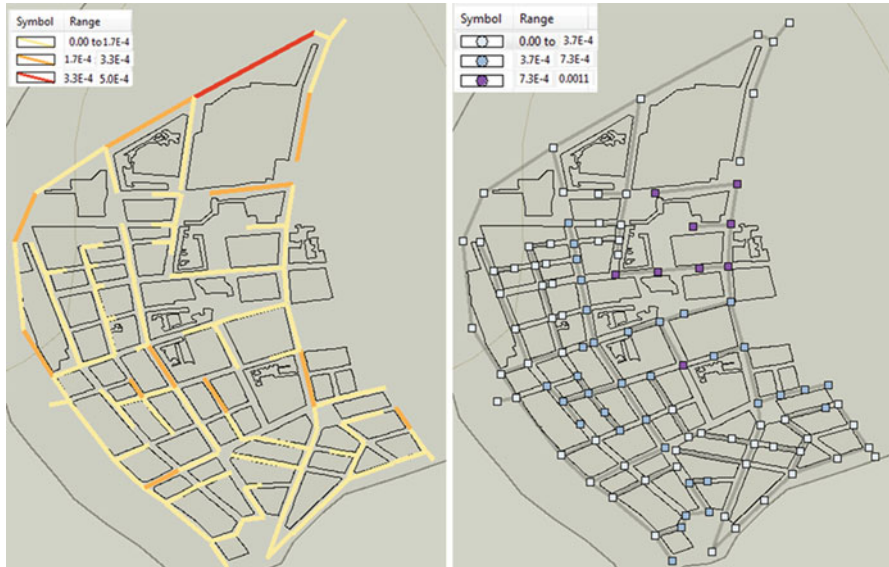 Symbol Range
0.00 to 1.7E-4
1.7E-4 3.3E-4
3.3E-4 5.0E-4
Symbol Range
0.00 to 3.7E-4
3.7E-4 7.3E-4
7.3E-4 0.0011